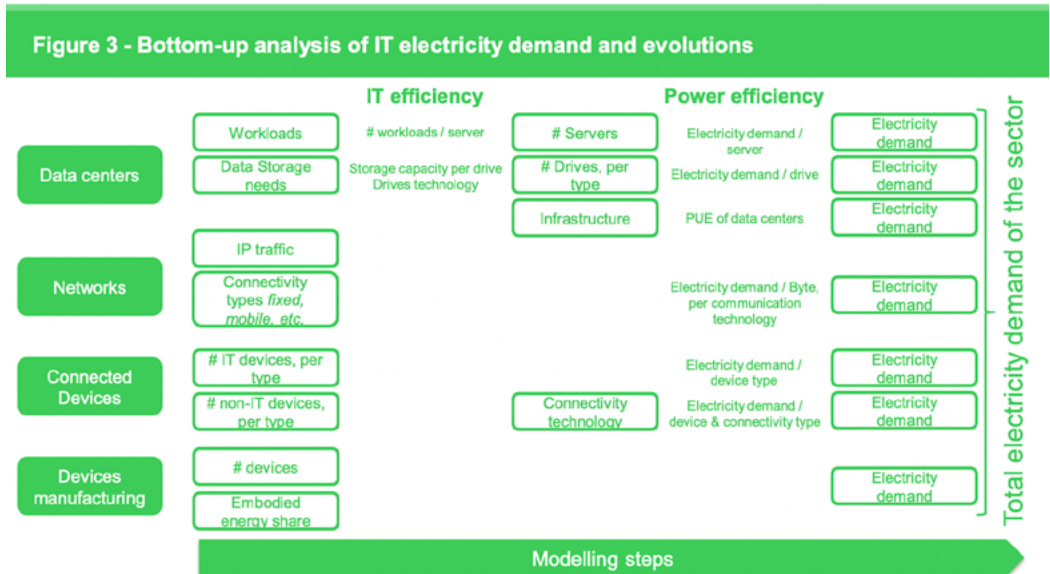 Figure 3 - Bottom-up analysis of IT electricity demand and evolutions
IT efficiency
Power efficiency
Data centers
Workloads
# workloads / server
# Servers
Electricity demand /
server
Electricity
demand
Data Storage
needs
Storage capacity per drive
Drives technology
# Drives, per
type
Electricity demand / drive
Electricity
demand
Infrastructure
PUE of data centers
Electricity
demand
Networks
IP traffic
Connectivity
types fixed,
mobile, etc.
Electricity demand / Byte,
per communication
technology
Electricity
demand
Connected
Devices
# IT devices, per
type
Electricity demand /
device type
Electricity
demand
# non-IT devices,
per type
Connectivity
technology
Electricity demand /
device & connectivity type
Electricity
demand
Devices
manufacturing
# devices
Embodied
energy share
Electricity
demand
Total electricity demand of the sector
Modelling steps